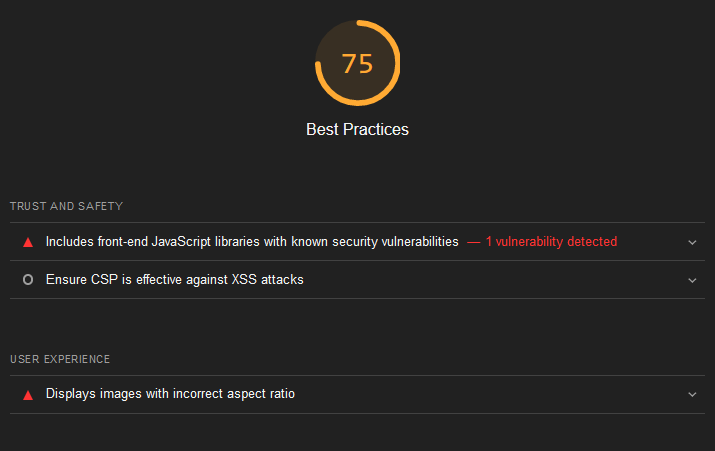 75
Best Practices
TRUST AND SAFETY
Includes front-end JavaScript libraries with known security vulnerabilities — 1 vulnerability detected
Ensure CSP is effective against XSS attacks
USER EXPERIENCE
Displays images with incorrect aspect ratio